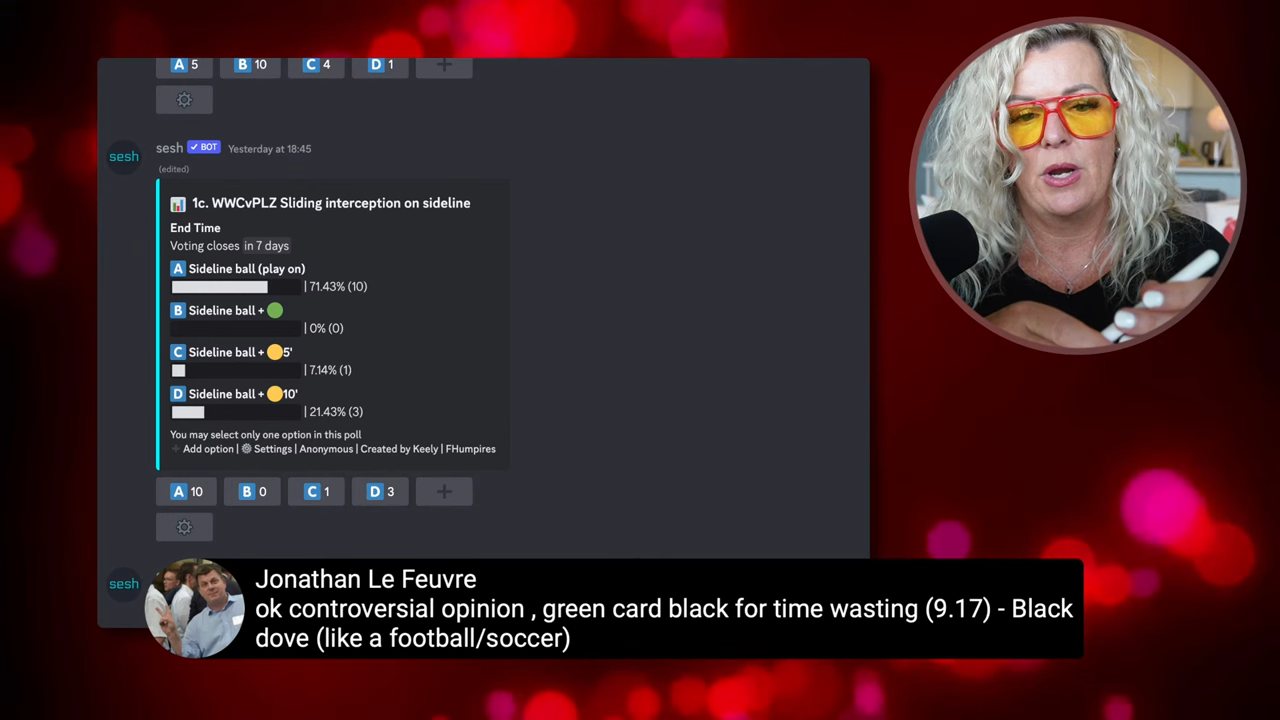 A 5 B 10 C 4 D 1 +
sesh
sesh ✔ BOT Yesterday at 18:45
(edited)
1c. WWCvPLZ Sliding interception on sideline
End Time
Voting closes in 7 days
A Sideline ball (play on)
| 71.43% (10)
B Sideline ball + 🟢
| 0% (0)
C Sideline ball + 🟡5'
| 7.14% (1)
D Sideline ball + 🟡10'
| 21.43% (3)
You may select only one option in this poll
+ Add option | Settings | Anonymous | Created by Keely | FHumpires
A 10 B 0 C 1 D 3 +
sesh
Jonathan Le Feuvre
ok controversial opinion , green card black for time wasting (9.17) - Black
dove (like a football/soccer)